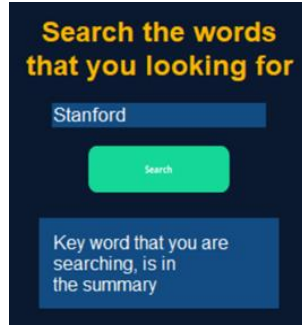 Search the words
that you looking for
Stanford
Search
Key word that you are
searching, is in
the summary